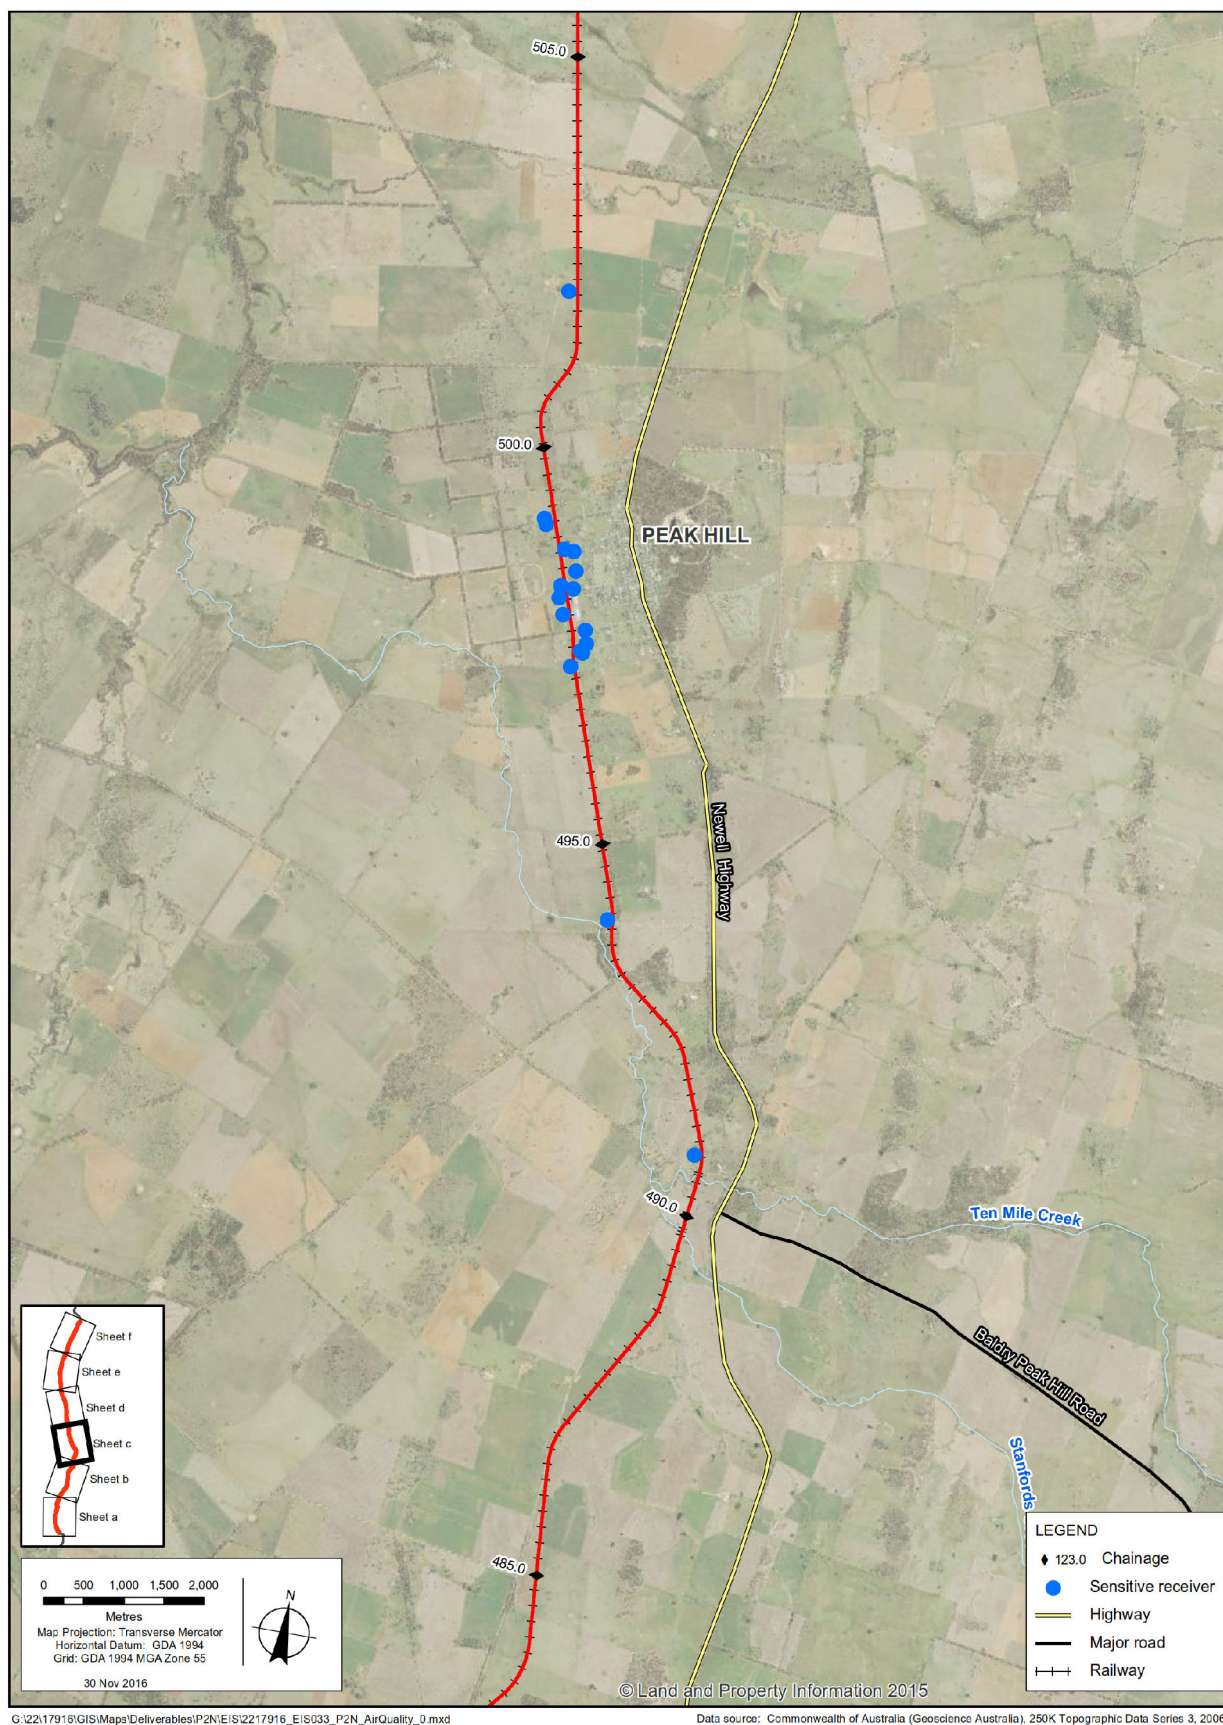 505.0
500.0
PEAK HILL
495.0
Newell Highway
490.0
Ten Mile Creek
Baldry Peak Hill Road
Stanfords
485.0
Sheet f
Sheet e
Sheet d
Sheet c
Sheet b
Sheet a
0 500 1,000 1,500 2,000
Metres
Map Projection: Transverse Mercator
Horizontal Datum: GDA 1994
Grid: GDA 1994 MGA Zone 55
30 Nov 2016
N
LEGEND
123.0 Chainage
Sensitive receiver
Highway
Major road
Railway
© Land and Property Information 2015
G:\22\17916\GIS\Maps\Deliverables\P2N\EIS\2217916_EIS033_P2N_AirQuality_0.mxd
Data source: Commonwealth of Australia (Geoscience Australia), 250K Topographic Data Series 3, 2006